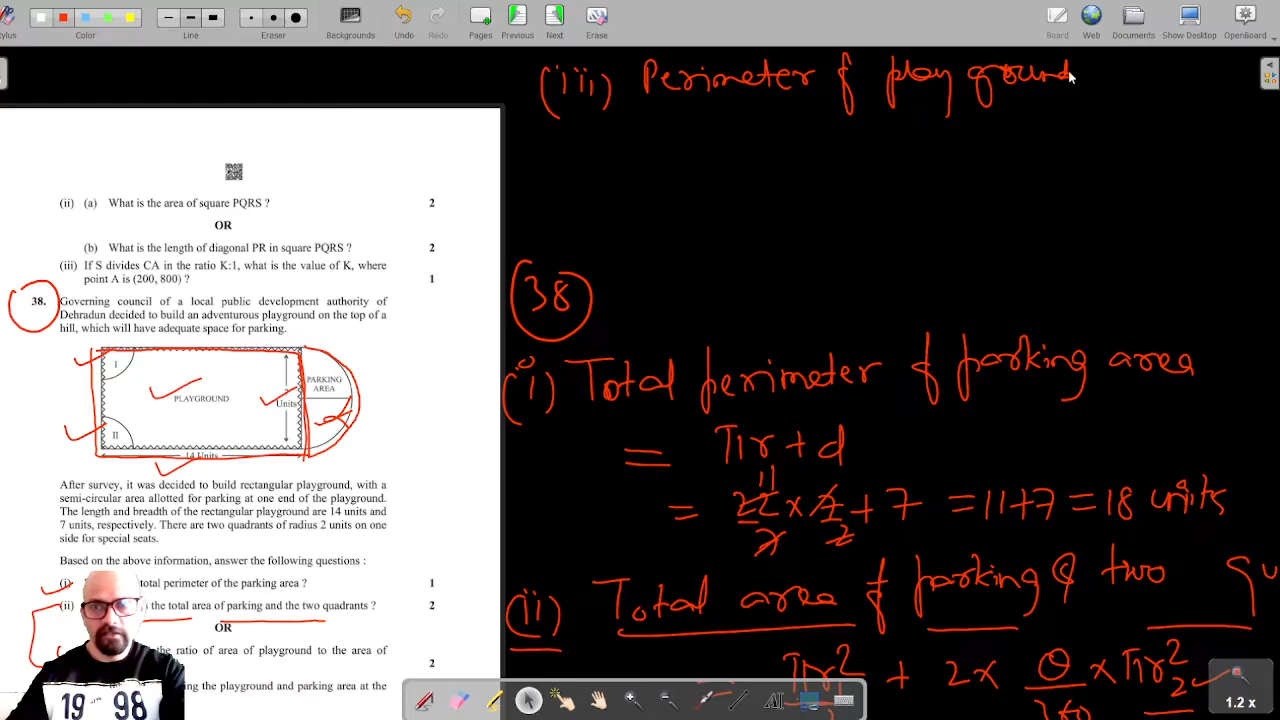 Stylus Color Line Eraser Backgrounds Undo Redo Pages Previous Next Erase Board Web Documents Show Desktop OpenBoard
(iii) Perimeter of play ground
(ii) (a) What is the area of square PQRS ? 2
OR
(b) What is the length of diagonal PR in square PQRS ? 2
(iii) If S divides CA in the ratio K:1, what is the value of K, where
point A is (200, 800) ? 1
38. Governing council of a local public development authority of
Dehradun decided to build an adventurous playground on the top of a
hill, which will have adequate space for parking.
I
PARKING
AREA
PLAYGROUND
Units
II
14 Units
After survey, it was decided to build rectangular playground, with a
semi-circular area allotted for parking at one end of the playground.
The length and breadth of the rectangular playground are 14 units and
7 units, respectively. There are two quadrants of radius 2 units on one
side for special seats.
Based on the above information, answer the following questions :
(i) total perimeter of the parking area ? 1
(ii) is the total area of parking and the two quadrants ? 2
OR
the ratio of area of playground to the area of
2
ing the playground and parking area at the
38
(i) Total perimeter of parking area
= πr + d
= 22 × 7 + 7 = 11 + 7 = 18 units
11
2
(ii) Total area of parking & two qu
πr₁² + 2 × θ × πr₂²
360
19 98
1.2 x